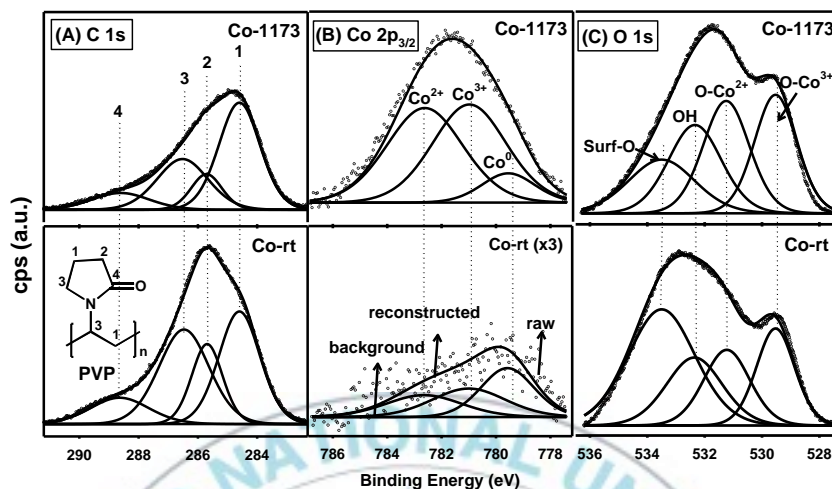 (A) C 1s
Co-1173
1
2
3
4
(B) Co 2p3/2
Co2+
Co3+
Co0
(C) O 1s
Co-1173
O-Co3+
O-Co2+
OH
Surf-O
cps (a.u.)
Co-rt
1
2
3
4
O
N
3
1
n
PVP
Co-rt (x3)
reconstructed
raw
background
Co-rt
290 288 286 284
786 784 782 780 778
536 534 532 530 528
Binding Energy (eV)
NATIONAL UN